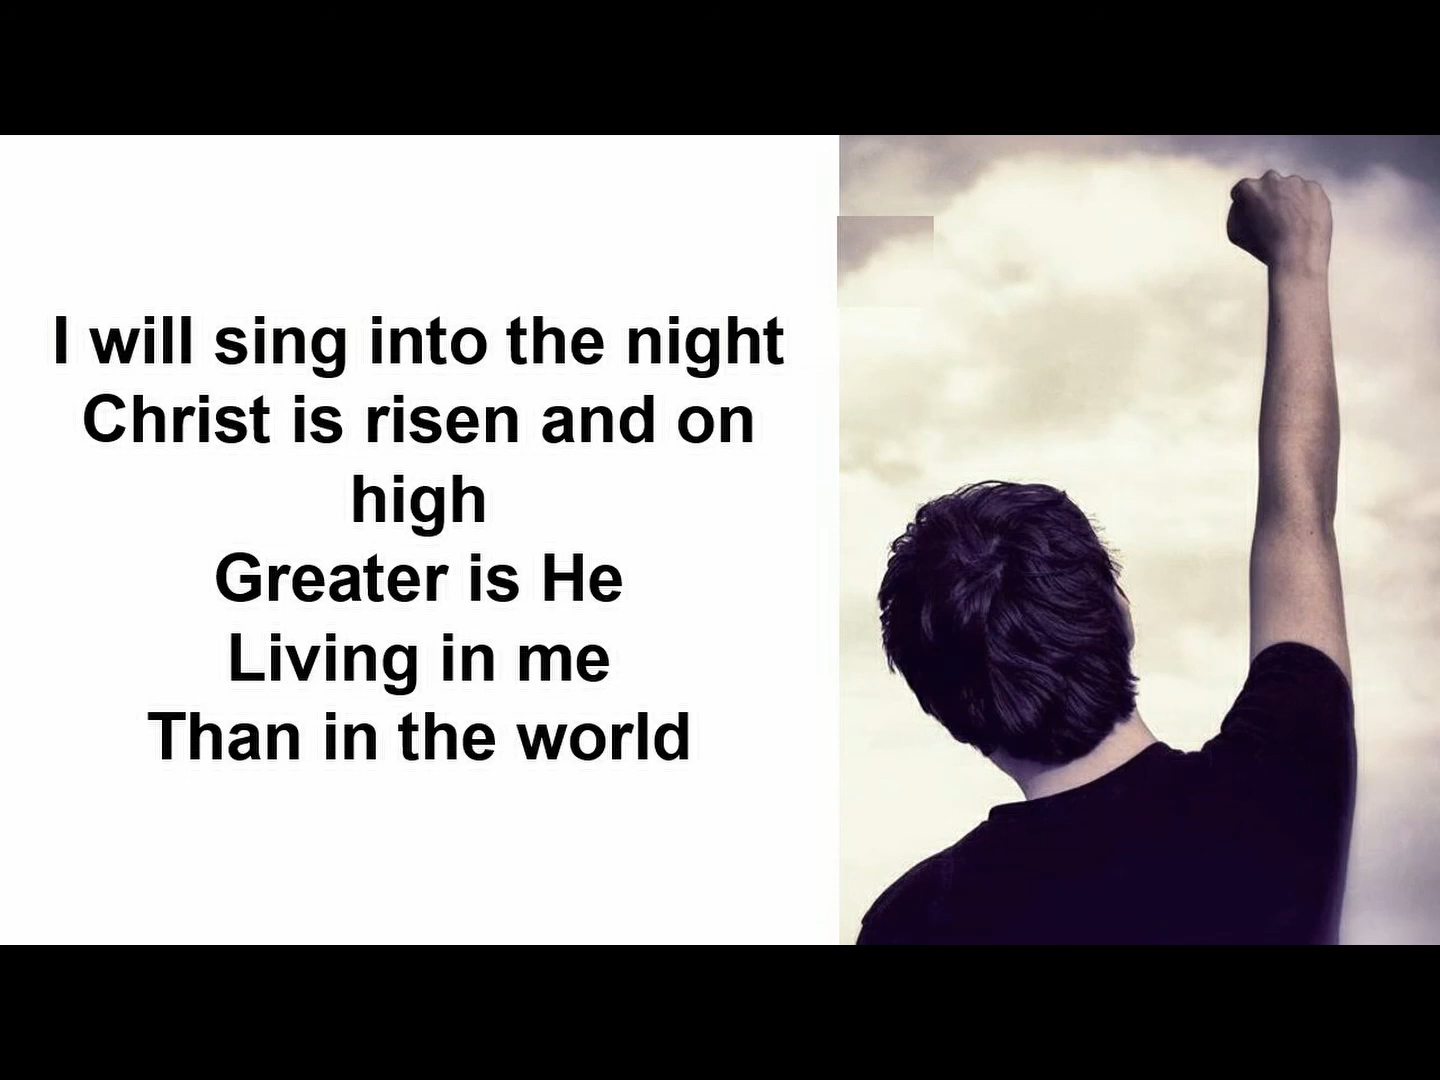 I will sing into the night
Christ is risen and on
high
Greater is He
Living in me
Than in the world